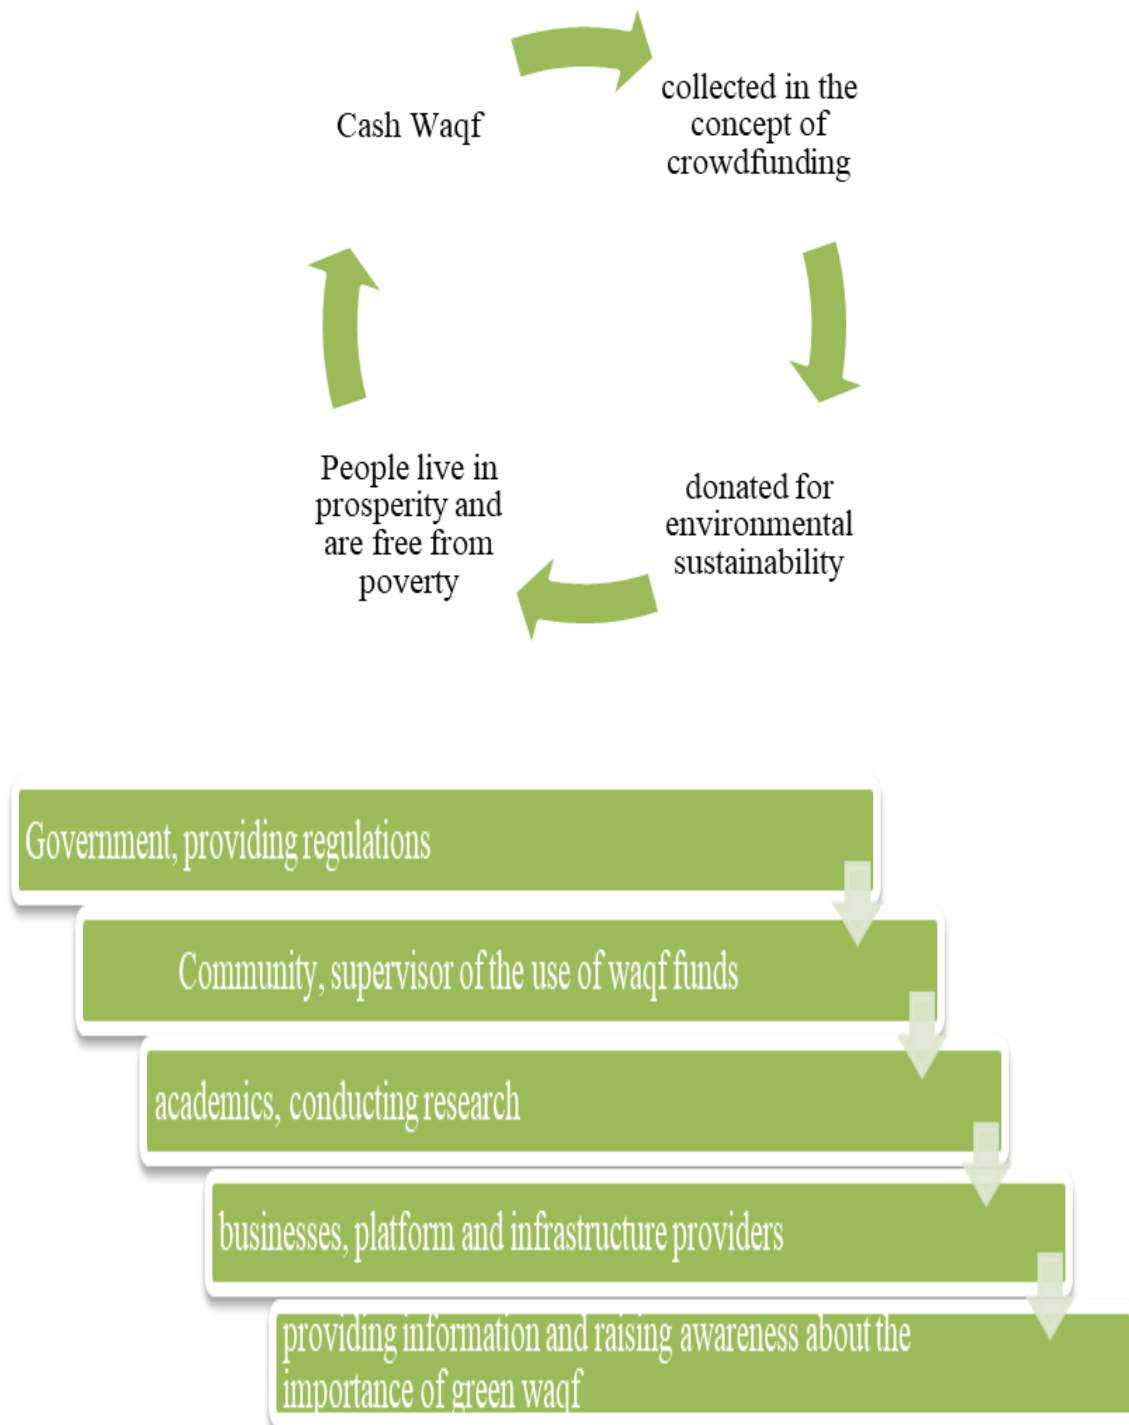 Cash Waqf
collected in the
concept of
crowdfunding
donated for
environmental
sustainability
People live in
prosperity and
are free from
poverty
Government, providing regulations
Community, supervisor of the use of waqf funds
academics, conducting research
businesses, platform and infrastructure providers
providing information and raising awareness about the
importance of green waqf